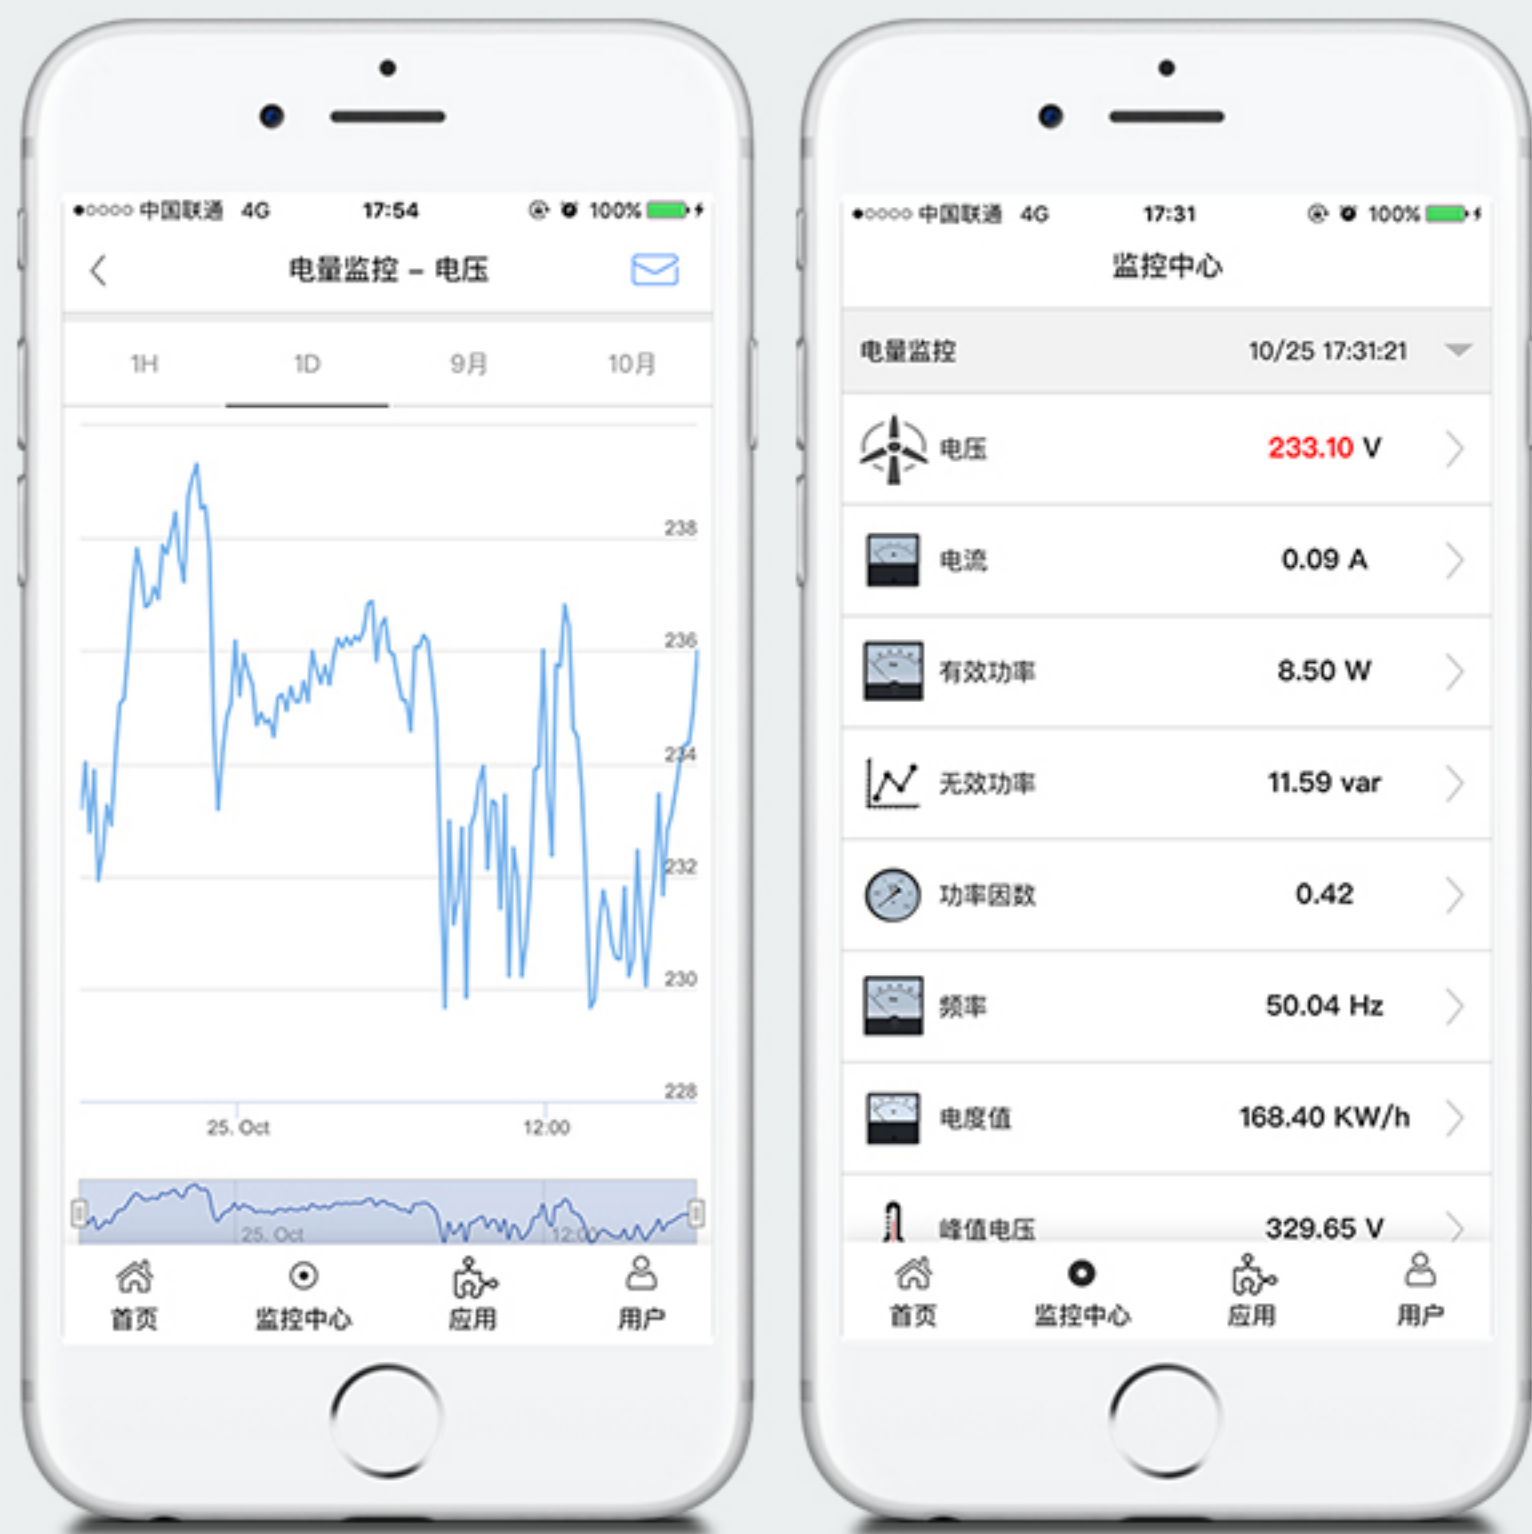 中国联通 4G 17:54 100%
电量监控 – 电压
1H 1D 9月 10月
238
236
234
232
230
228
25. Oct 12:00
25. Oct 12:00
首页 监控中心 应用 用户
中国联通 4G 17:31 100%
监控中心
电量监控 10/25 17:31:21
电压 233.10 V
电流 0.09 A
有效功率 8.50 W
无效功率 11.59 var
功率因数 0.42
频率 50.04 Hz
电度值 168.40 KW/h
峰值电压 329.65 V
首页 监控中心 应用 用户